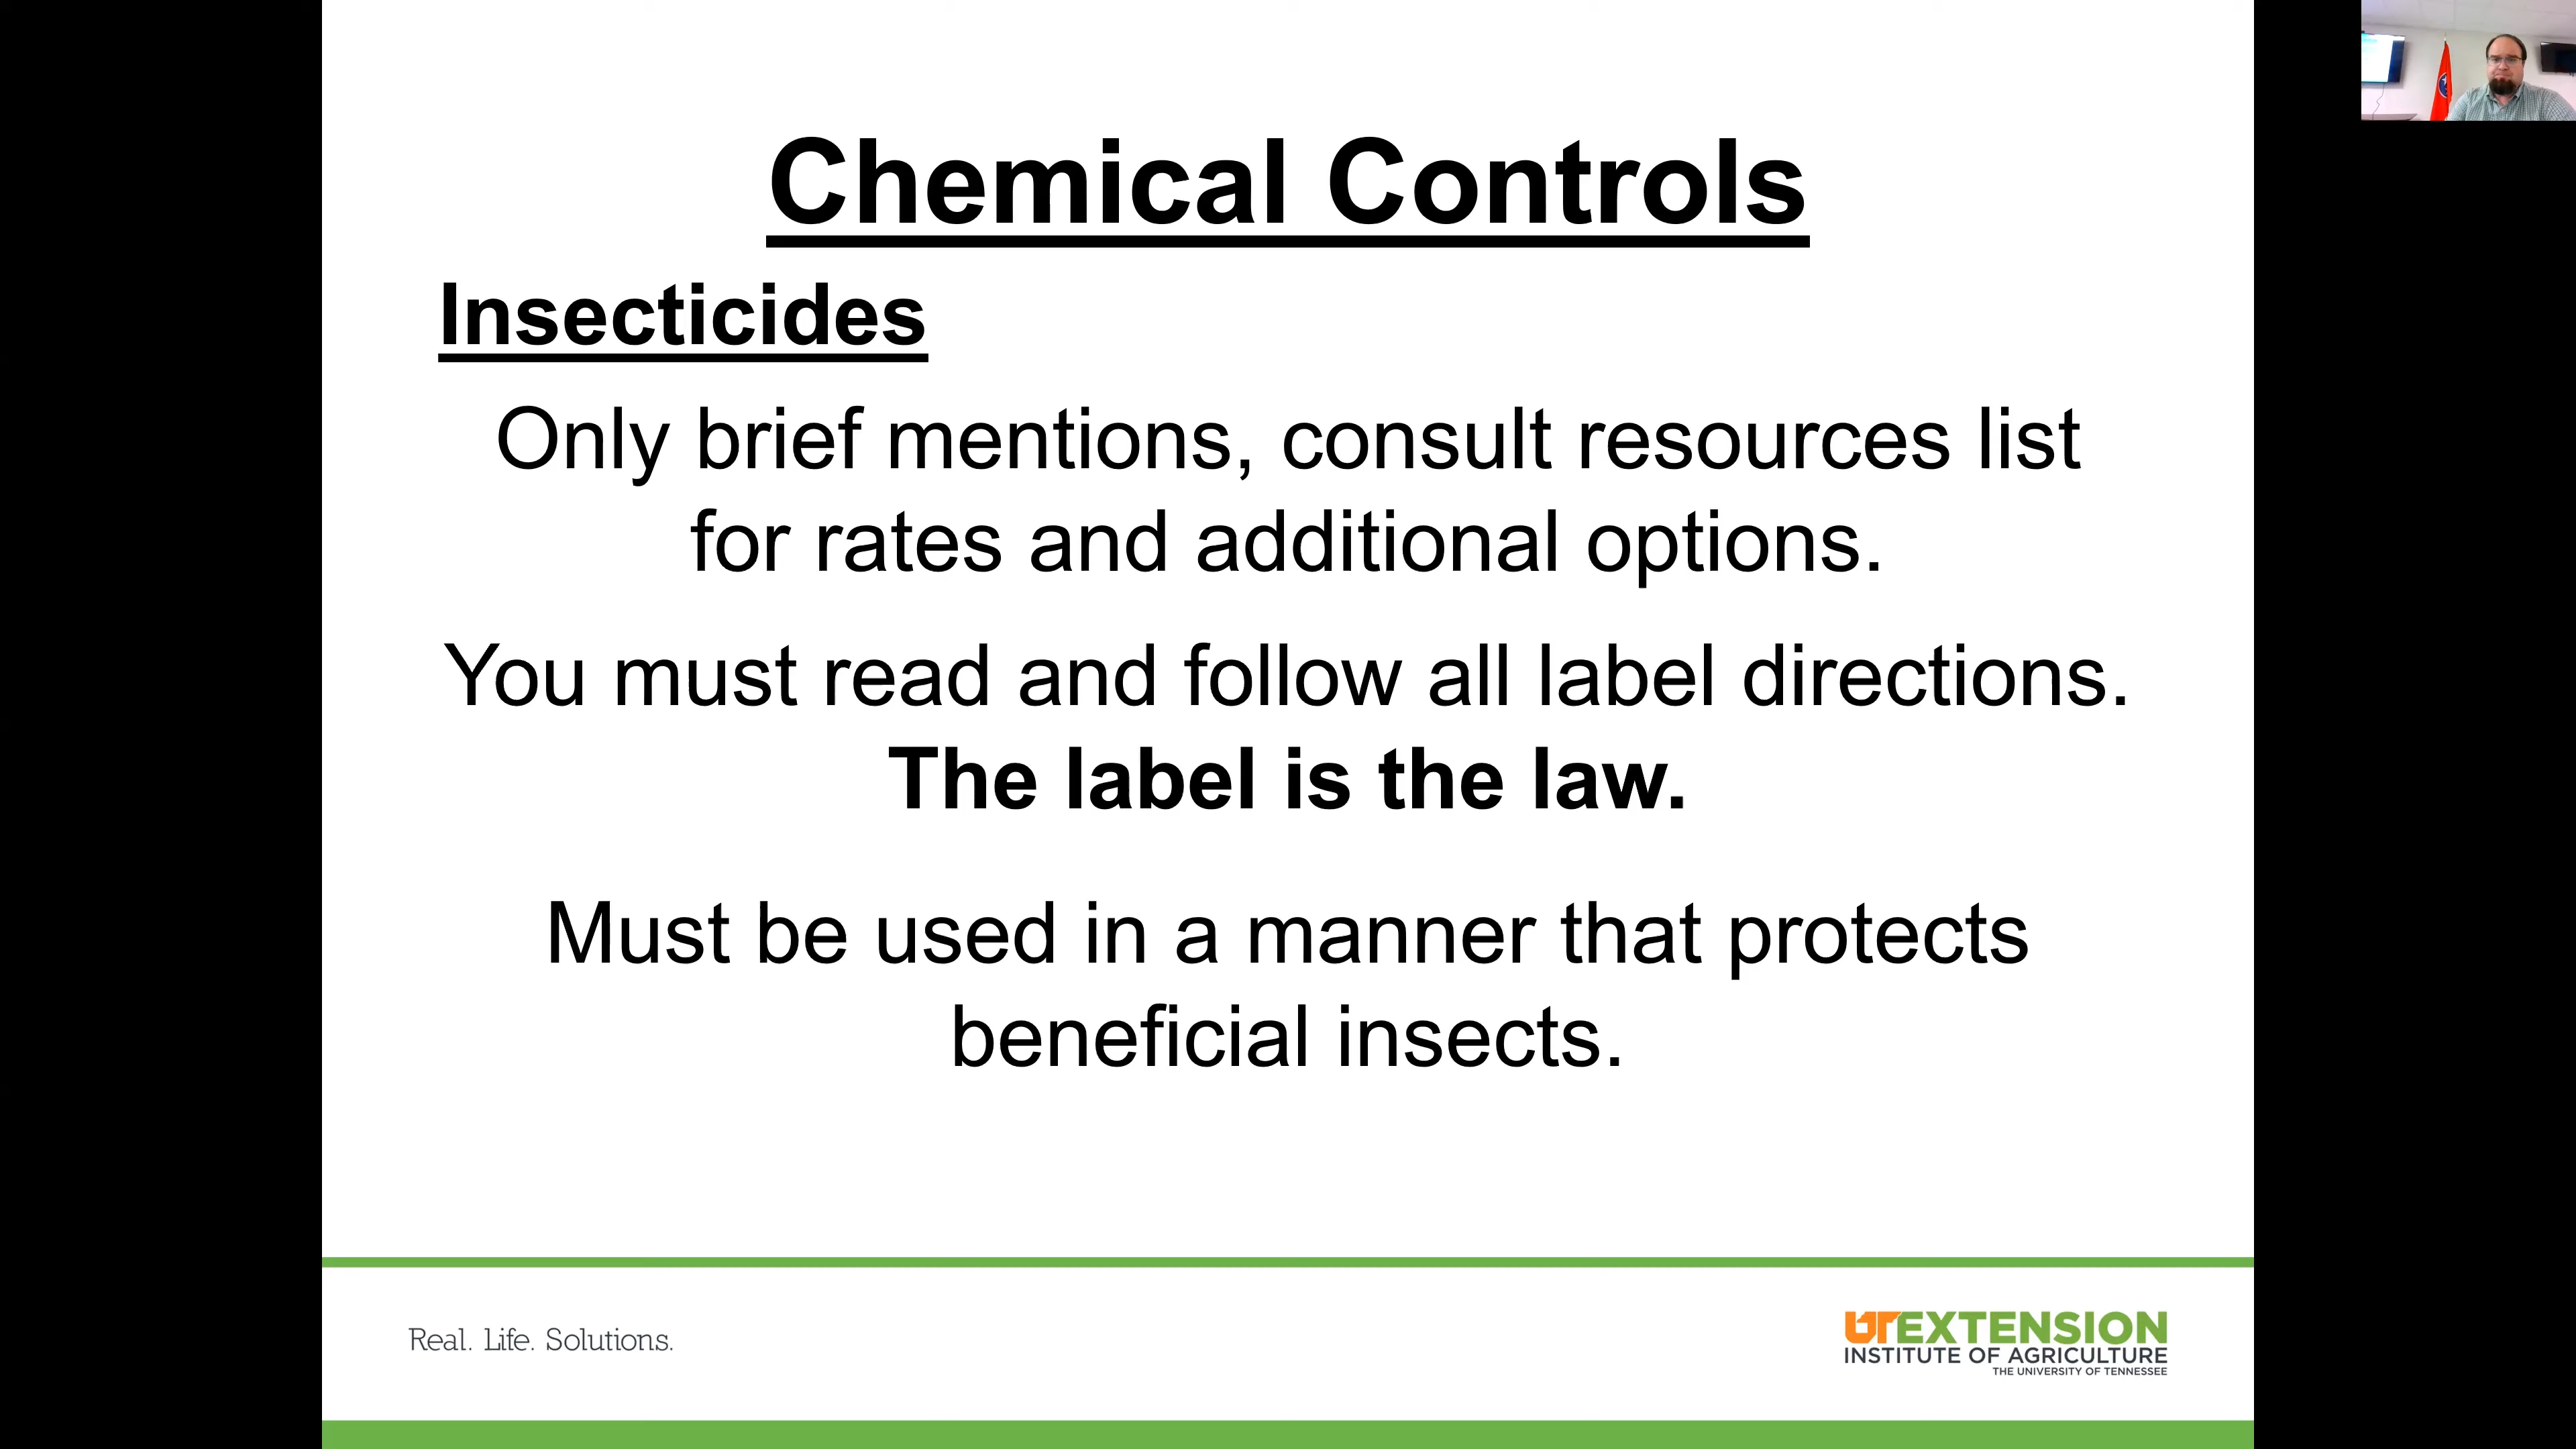 Chemical Controls
Insecticides
Only brief mentions, consult resources list
for rates and additional options.
You must read and follow all label directions.
The label is the law.
Must be used in a manner that protects
beneficial insects.
Real. Life. Solutions.
UTEXTENSION
INSTITUTE OF AGRICULTURE
THE UNIVERSITY OF TENNESSEE